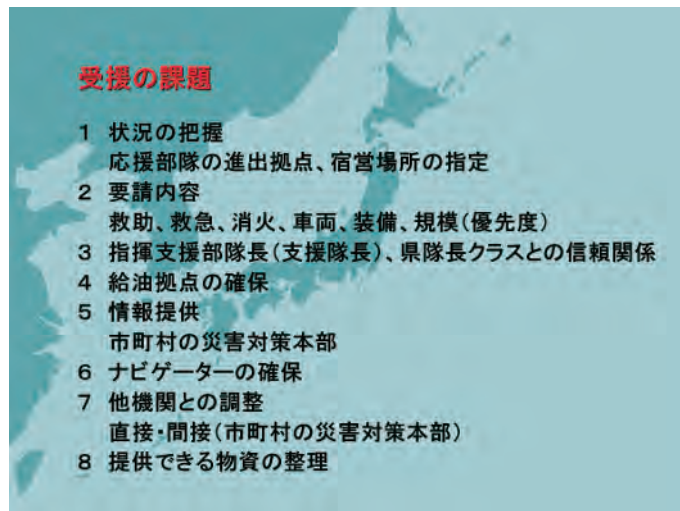 受援の課題
1 状況の把握
応援部隊の進出拠点、宿営場所の指定
2 要請内容
救助、救急、消火、車両、装備、規模(優先度)
3 指揮支援部隊長(支援隊長)、県隊長クラスとの信頼関係
4 給油拠点の確保
5 情報提供
市町村の災害対策本部
6 ナビゲーターの確保
7 他機関との調整
直接・間接(市町村の災害対策本部)
8 提供できる物資の整理